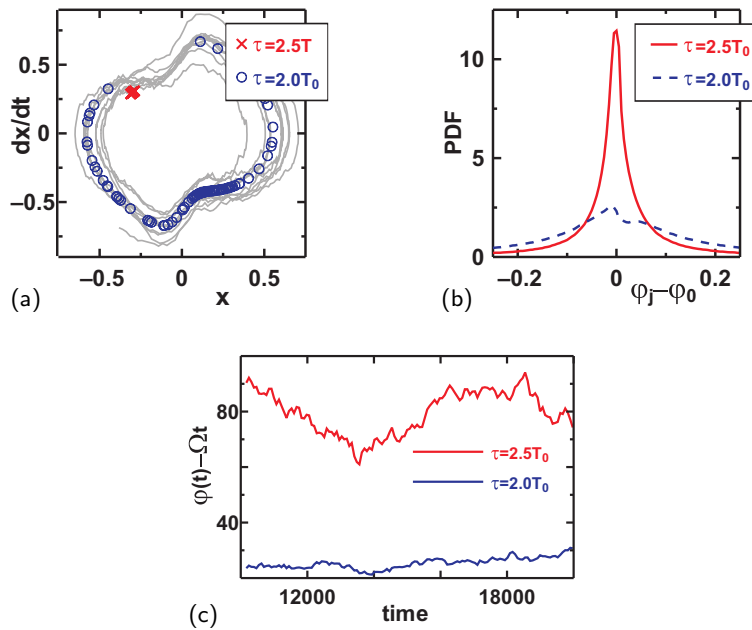 0.5
0
−0.5
dx/dt
τ=2.5T
τ=2.0T₀
−0.5
0
0.5
x
(a)
10
5
0
PDF
τ=2.5T₀
τ=2.0T₀
−0.2
0
0.2
φⱼ−φ₀
(b)
80
40
φ(t)−Ωt
τ=2.5T₀
τ=2.0T₀
12000
18000
time
(c)